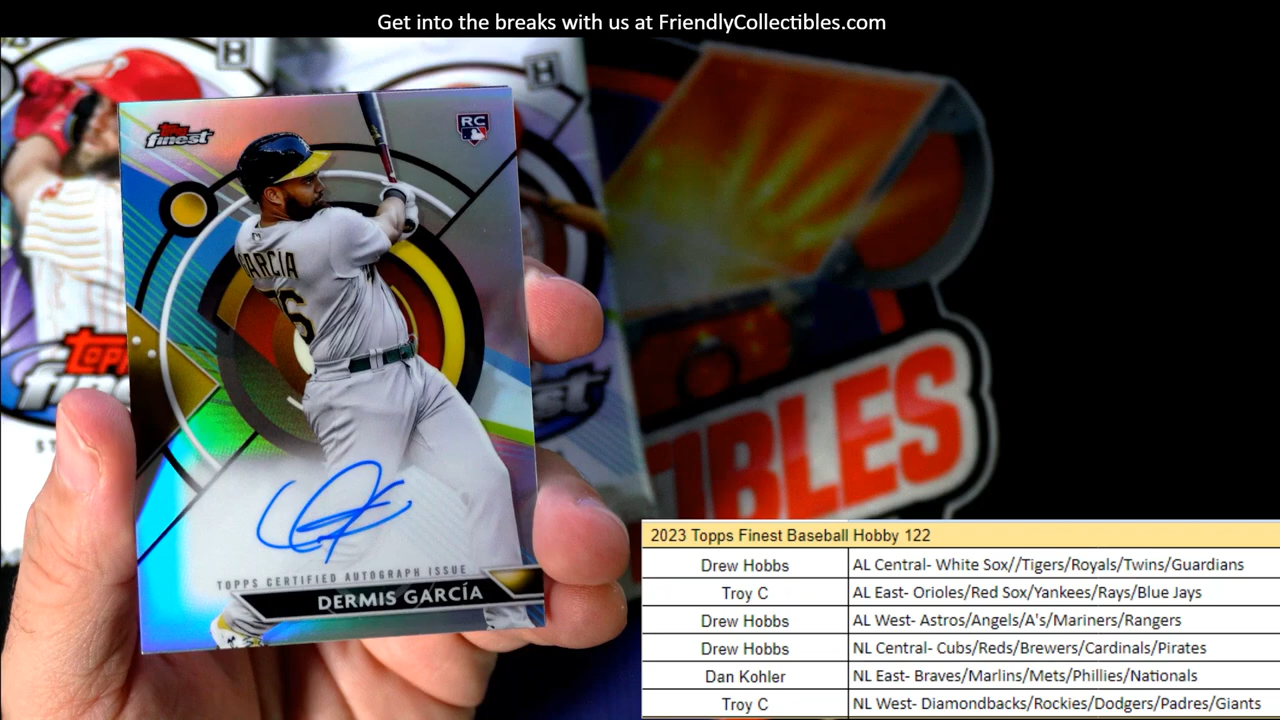 Get into the breaks with us at FriendlyCollectibles.com
H
H
Topps
finest
RC
GARCIA
TOPPS CERTIFIED AUTOGRAPH ISSUE
DERMIS GARCÍA
IBLES
2023 Topps Finest Baseball Hobby 122
Drew Hobbs AL Central- White Sox//Tigers/Royals/Twins/Guardians
Troy C AL East- Orioles/Red Sox/Yankees/Rays/Blue Jays
Drew Hobbs AL West- Astros/Angels/A's/Mariners/Rangers
Drew Hobbs NL Central- Cubs/Reds/Brewers/Cardinals/Pirates
Dan Kohler NL East- Braves/Marlins/Mets/Phillies/Nationals
Troy C NL West- Diamondbacks/Rockies/Dodgers/Padres/Giants